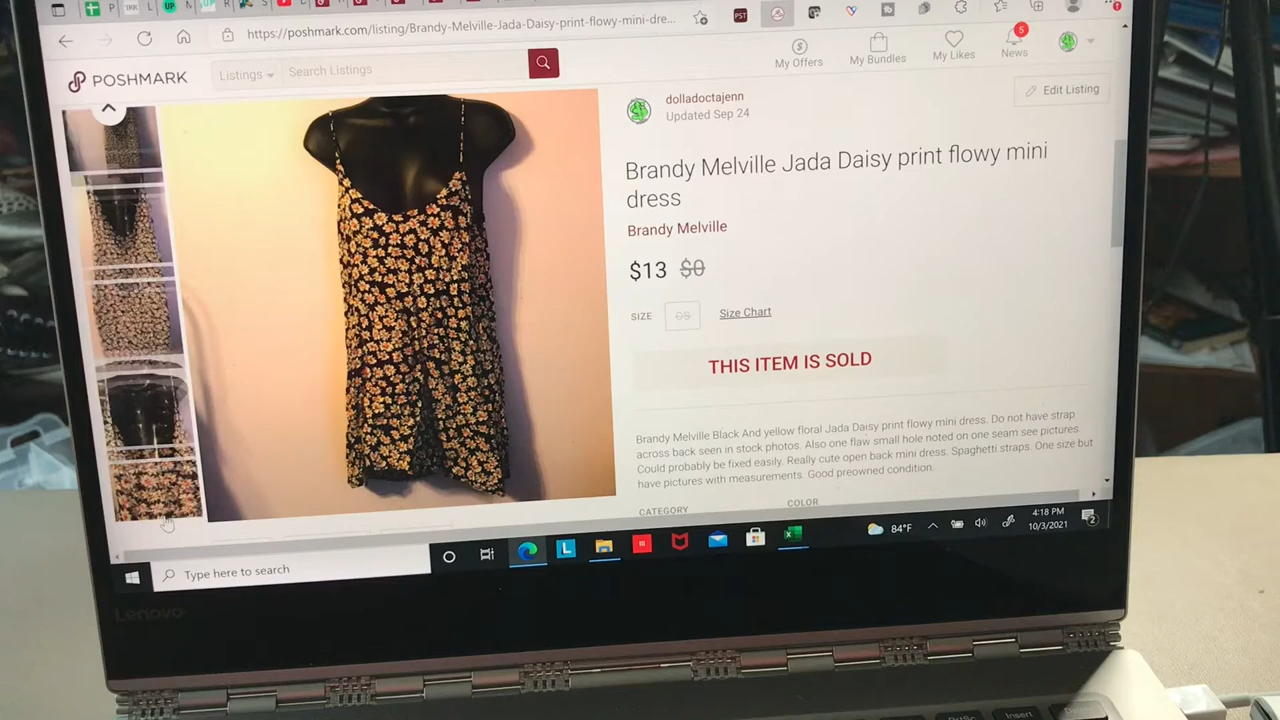 https://poshmark.com/listing/Brandy-Melville-Jada-Daisy-print-flowy-mini-dre...
PST
POSHMARK
Listings
Search Listings
My Offers
My Bundles
My Likes
5
News
dolladoctajenn
Updated Sep 24
Edit Listing
Brandy Melville Jada Daisy print flowy mini
dress
Brandy Melville
$13 $0
SIZE OS Size Chart
THIS ITEM IS SOLD
Brandy Melville Black And yellow floral Jada Daisy print flowy mini dress. Do not have strap
across back seen in stock photos. Also one flaw small hole noted on one seam see pictures.
Could probably be fixed easily. Really cute open back mini dress. Spaghetti straps. One size but
have pictures with measurements. Good preowned condition.
CATEGORY
COLOR
Type here to search
L
84°F
4:18 PM
10/3/2021
2
Lenovo
PrtSc
Insert